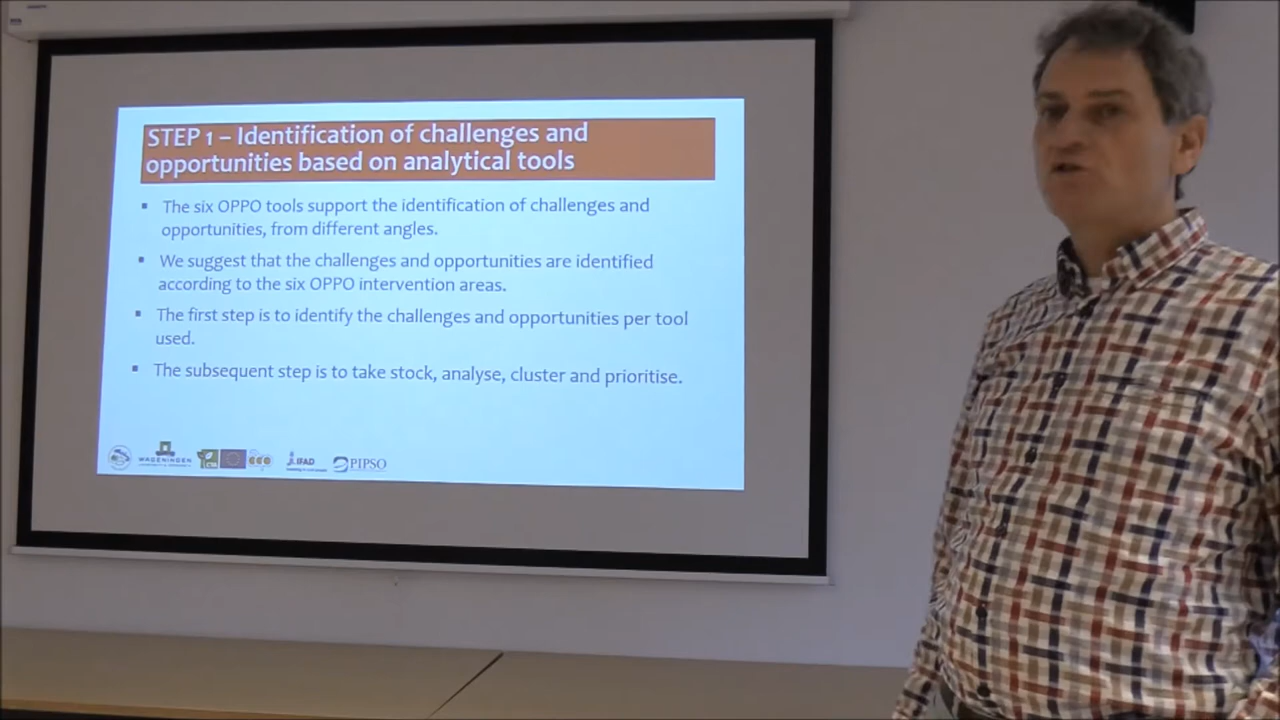 STEP 1 – Identification of challenges and
opportunities based on analytical tools
▪ The six OPPO tools support the identification of challenges and
opportunities, from different angles.
▪ We suggest that the challenges and opportunities are identified
according to the six OPPO intervention areas.
▪ The first step is to identify the challenges and opportunities per tool
used.
▪ The subsequent step is to take stock, analyse, cluster and prioritise.
WAGENINGEN
CTA
IFAD
PIPSO